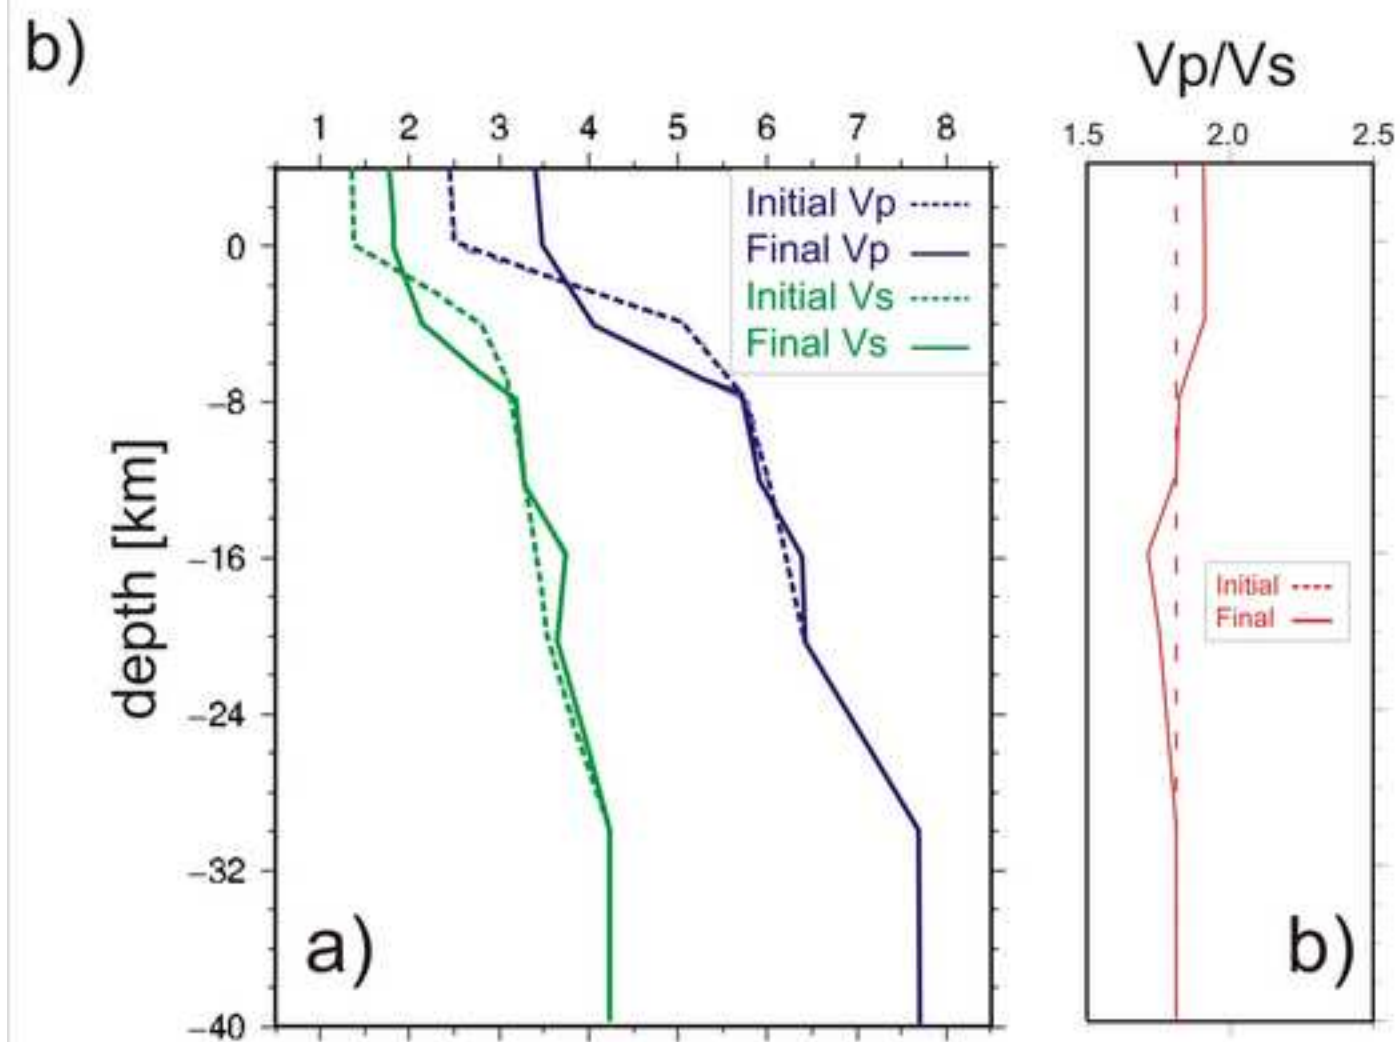 b)
Vp/Vs
1 2 3 4 5 6 7 8
1.5 2.0 2.5
Initial Vp
Final Vp
Initial Vs
Final Vs
0
−8
−16
−24
−32
−40
depth [km]
Initial
Final
a)
b)